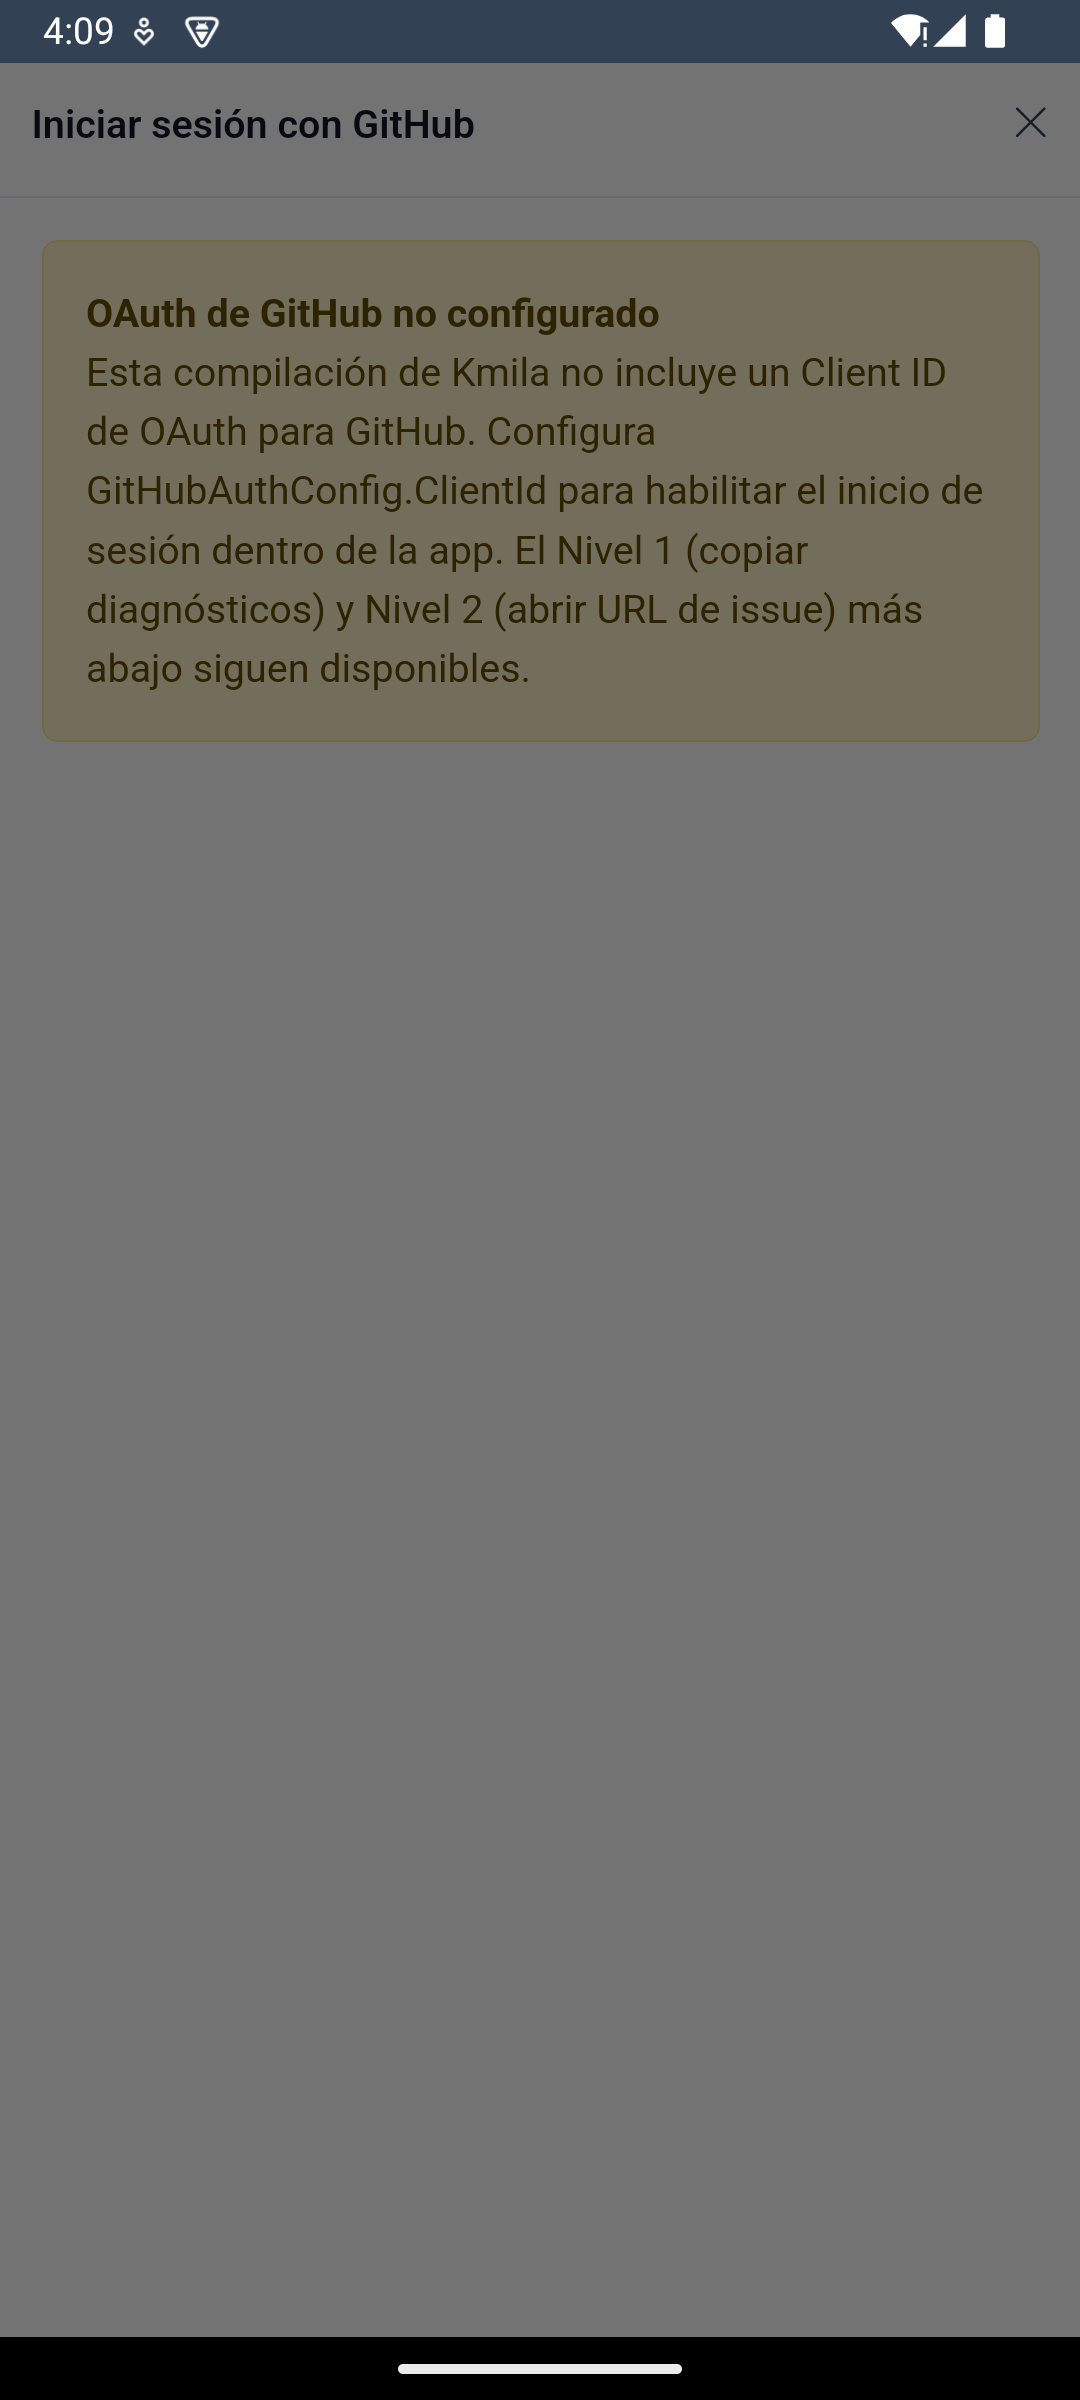 4:09
Iniciar sesión con GitHub
OAuth de GitHub no configurado
Esta compilación de Kmila no incluye un Client ID
de OAuth para GitHub. Configura
GitHubAuthConfig.ClientId para habilitar el inicio de
sesión dentro de la app. El Nivel 1 (copiar
diagnósticos) y Nivel 2 (abrir URL de issue) más
abajo siguen disponibles.